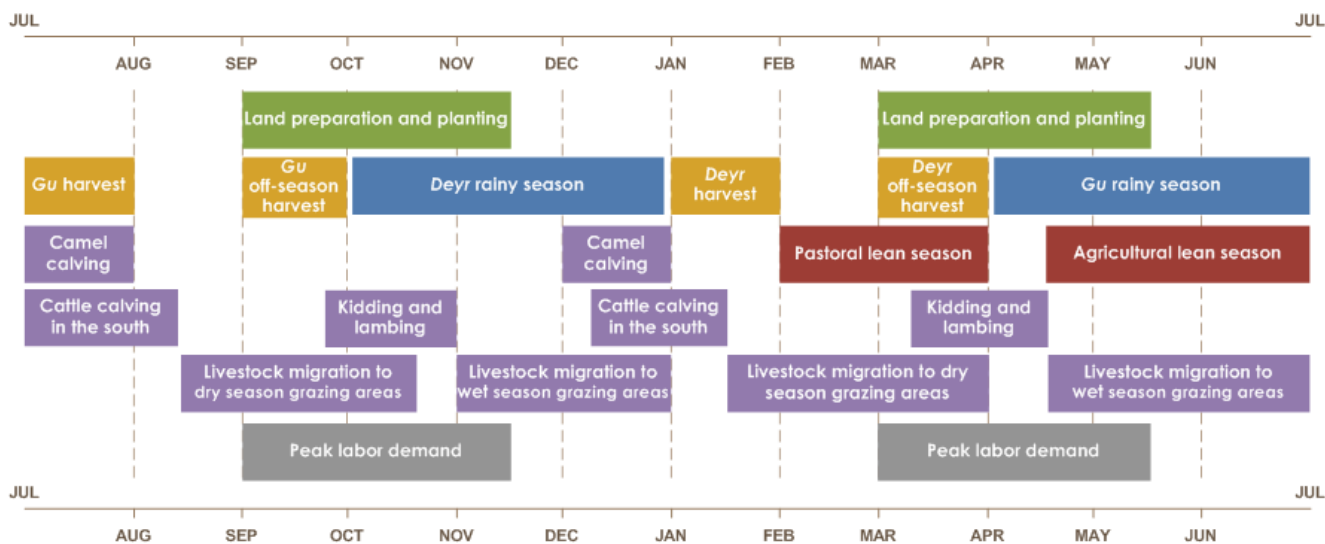 JUL JUL
AUG SEP OCT NOV DEC JAN FEB MAR APR MAY JUN
Land preparation and planting
Land preparation and planting
Gu harvest
Gu
off-season
harvest
Deyr rainy season
Deyr
harvest
Deyr
off-season
harvest
Gu rainy season
Camel
calving
Camel
calving
Pastoral lean season
Agricultural lean season
Cattle calving
in the south
Kidding and
lambing
Cattle calving
in the south
Kidding and
lambing
Livestock migration to
dry season grazing areas
Livestock migration to
wet season grazing areas
Livestock migration to dry
season grazing areas
Livestock migration to
wet season grazing areas
Peak labor demand
Peak labor demand
JUL JUL
AUG SEP OCT NOV DEC JAN FEB MAR APR MAY JUN